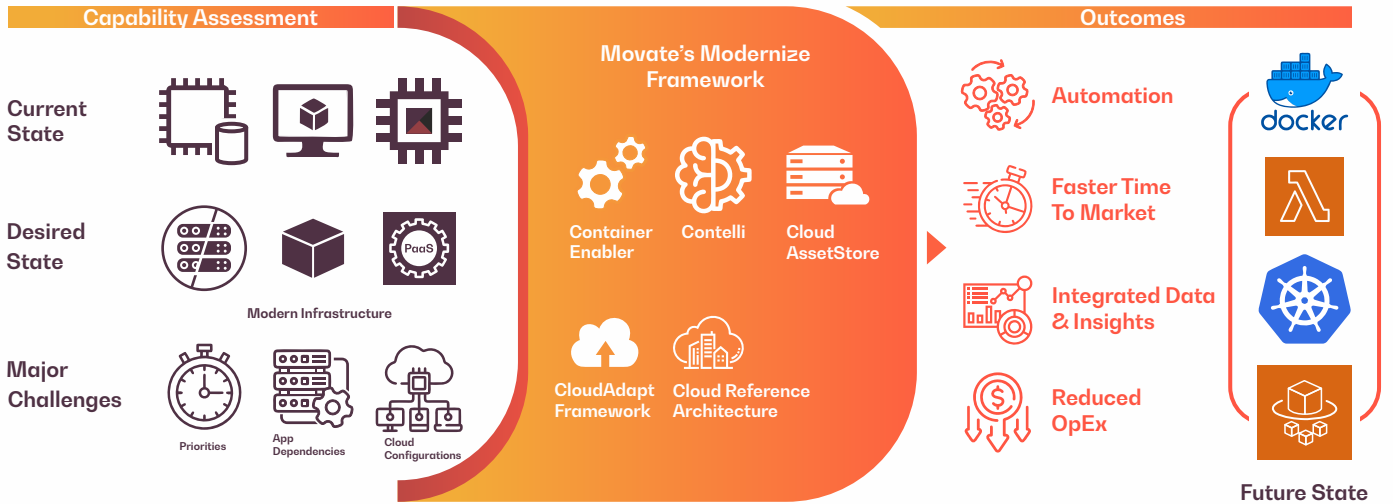 Capability Assessment
Current
State
Desired
State
PaaS
Modern Infrastructure
Major
Challenges
Priorities
App
Dependencies
Cloud
Configurations
Movate's Modernize
Framework
Container
Enabler
Contelli
Cloud
AssetStore
CloudAdapt
Framework
Cloud Reference
Architecture
Outcomes
Automation
Faster Time
To Market
Integrated Data
& Insights
$
Reduced
OpEx
docker
λ
Future State